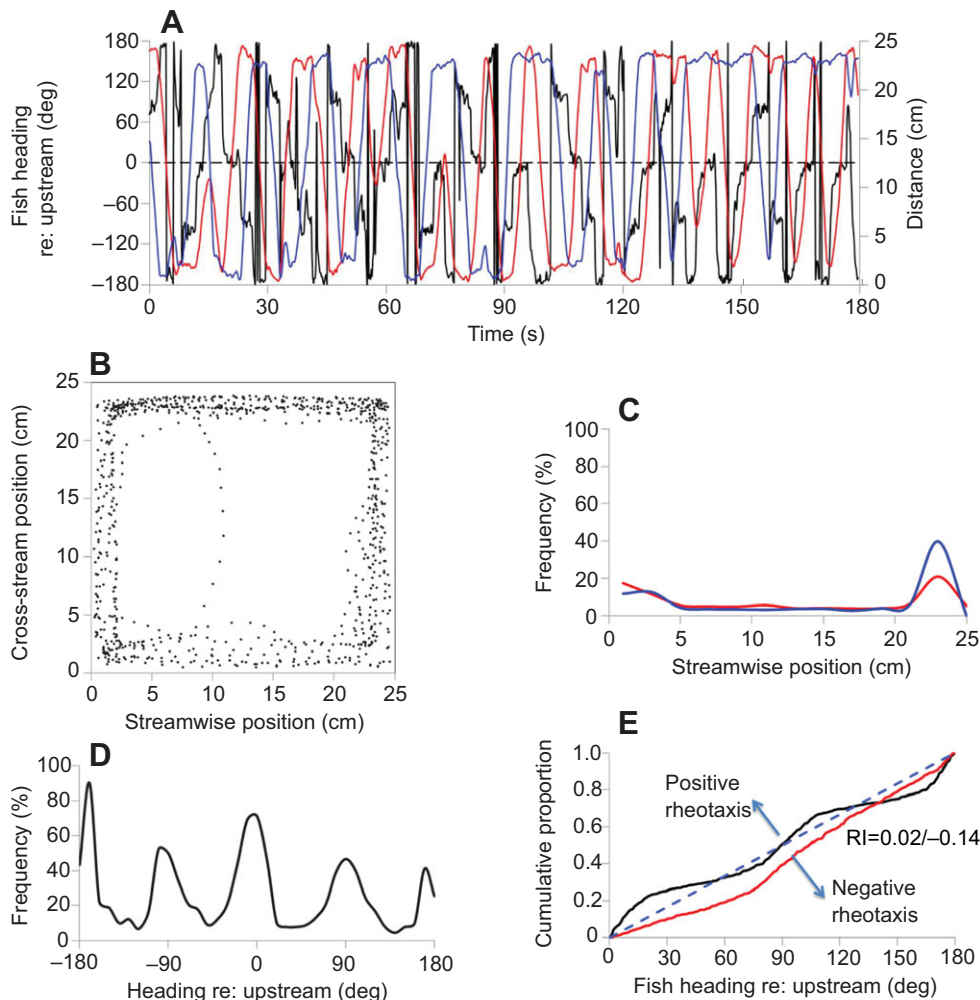 A
Fish heading
re: upstream (deg)
180
120
60
0
–60
–120
–180
25
20
15
10
5
0
Distance (cm)
0 30 60 90 120 150 180
Time (s)
B
Cross-stream position (cm)
25
20
15
10
5
0
0 5 10 15 20 25
Streamwise position (cm)
C
Frequency (%)
100
80
60
40
20
0
0 5 10 15 20 25
Streamwise position (cm)
D
Frequency (%)
100
80
60
40
20
0
–180 –90 0 90 180
Heading re: upstream (deg)
E
Cumulative proportion
1.0
0.8
0.6
0.4
0.2
0
Positive
rheotaxis
RI=0.02/–0.14
Negative
rheotaxis
0 30 60 90 120 150 180
Fish heading re: upstream (deg)